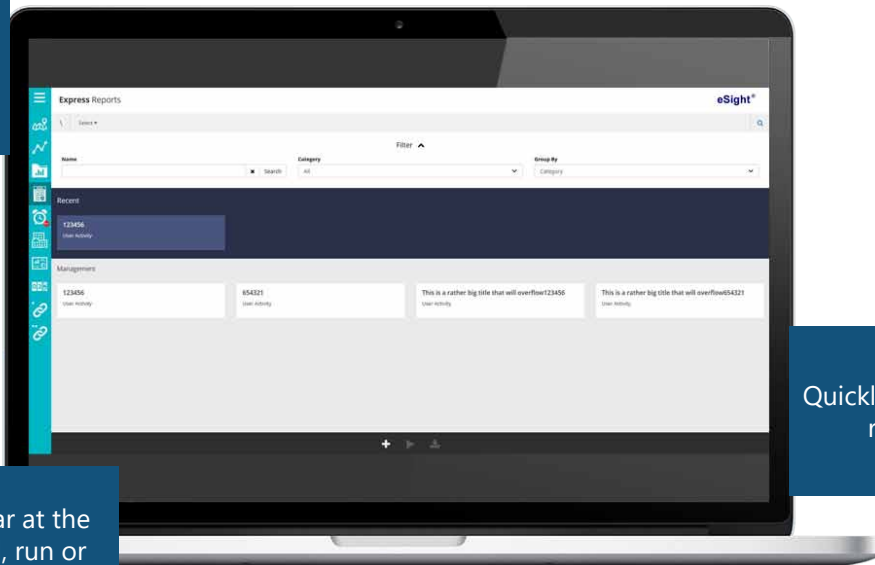 Express Reports
eSight®
\ Select
Filter
Name
Category
Group By
Search
All
Category
Recent
123456
User Activity
Management
123456
654321
This is a rather big title that will overflow123456
This is a rather big title that will overflow654321
User Activity
User Activity
User Activity
User Activity
at the
, run or